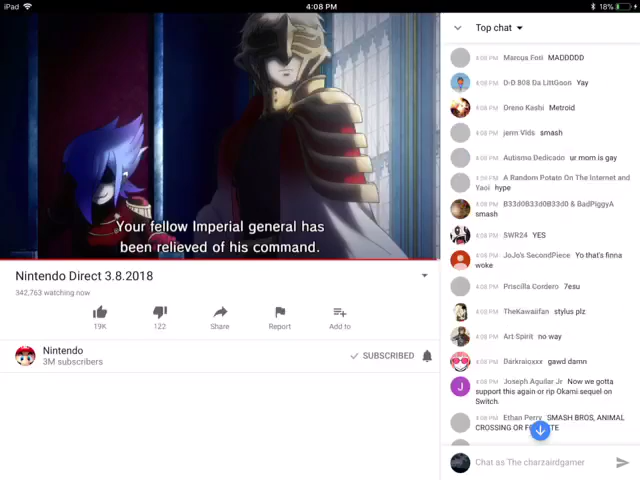 iPad
4:08 PM
18%
Top chat
4:08 PM Marcus Fori MADDDDD
4:08 PM D-D 808 Da LittGoon Yay
4:08 PM Dreno Kashi Metroid
4:08 PM jerm Vids smash
4:08 PM Autismo Dedicado ur mom is gay
4:08 PM A Random Potato On The Internet and
Yaoi hype
4:08 PM B33d0B33d0B33d0 & BadPiggyA
smash
4:08 PM SWR24 YES
4:08 PM JoJo's SecondPiece Yo that's finna
woke
4:08 PM Priscilla Cordero 7esu
4:08 PM TheKawaiifan stylus plz
4:08 PM Art Spirit no way
4:08 PM Darkraicxxx gawd damn
4:08 PM Joseph Aguilar Jr Now we gotta
support this again or rip Okami sequel on
Switch.
4:08 PM Ethan Perry SMASH BROS, ANIMAL
CROSSING OR
Chat as The charzairdgamer
Your fellow Imperial general has
been relieved of his command.
Nintendo Direct 3.8.2018
342,763 watching now
19K
122
Share
Report
Add to
Nintendo
3M subscribers
SUBSCRIBED
J